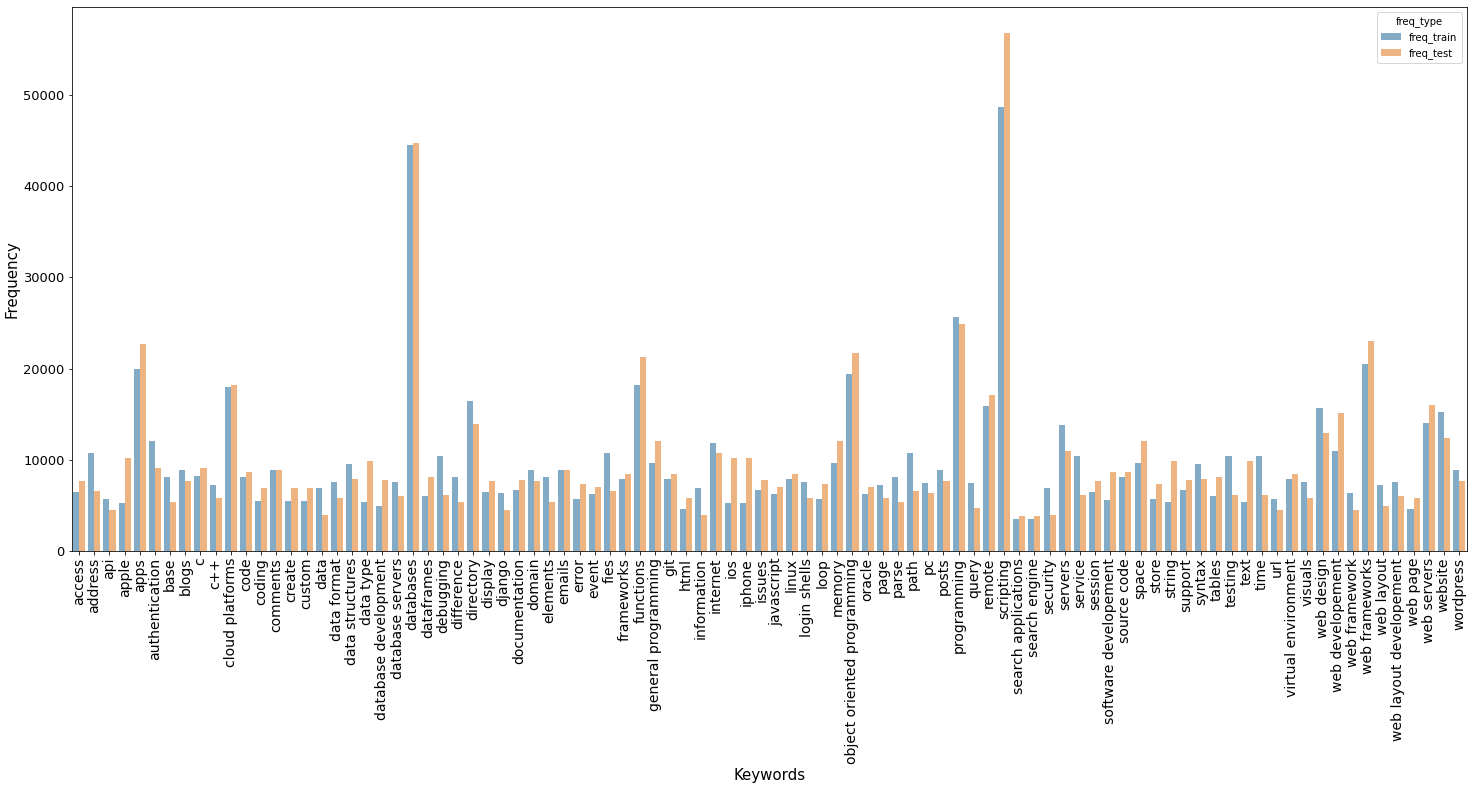 freq_type
freq_train
freq_test
Frequency
50000
40000
30000
20000
10000
0
access
address
api
apple
apps
authentication
base
blogs
c
c++
cloud platforms
code
coding
comments
create
custom
data
data format
data structures
data type
database development
database servers
databases
dataframes
debugging
difference
directory
display
django
documentation
domain
elements
emails
error
event
fies
frameworks
functions
general programming
git
html
information
internet
ios
iphone
issues
javascript
linux
login shells
loop
memory
object oriented programming
oracle
page
parse
path
pc
posts
programming
query
remote
scripting
search applications
search engine
security
servers
service
session
software developement
source code
space
store
string
support
syntax
tables
testing
text
time
url
virtual environment
visuals
web design
web developement
web framework
web frameworks
web layout
web layout developement
web page
web servers
website
wordpress
Keywords